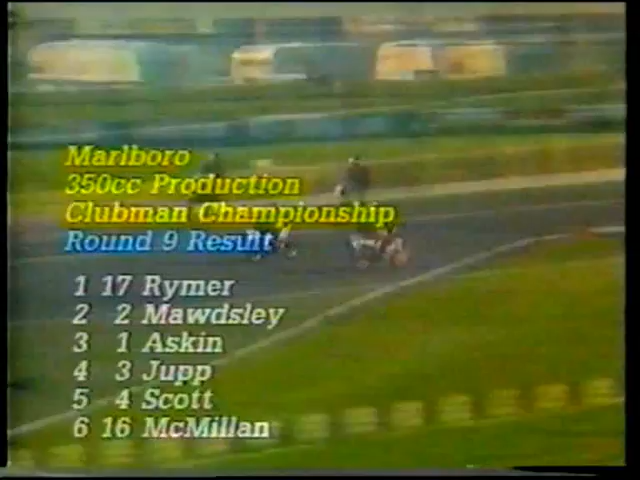 Marlboro
350cc Production
Clubman Championship
Round 9 Result
1 17 Rymer
2 2 Mawdsley
3 1 Askin
4 3 Jupp
5 4 Scott
6 16 McMillan